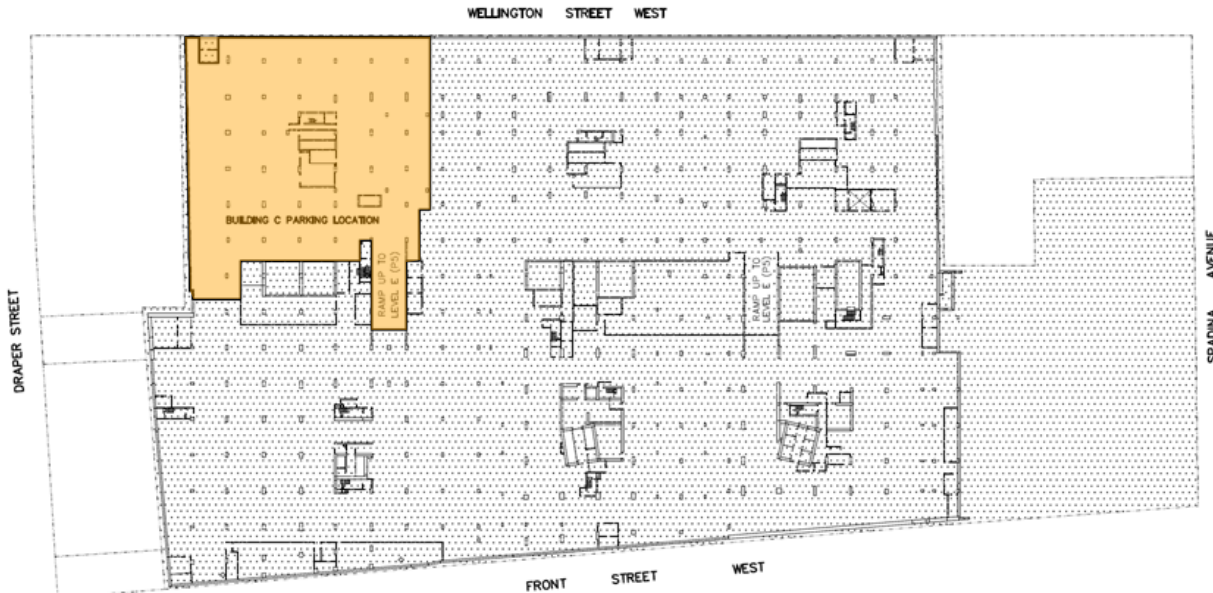 WELLINGTON STREET WEST
BUILDING C PARKING LOCATION
RAMP UP TO
LEVEL E (P5)
RAMP UP TO
LEVEL E (P5)
DRAPER STREET
SPADINA AVENUE
FRONT STREET WEST